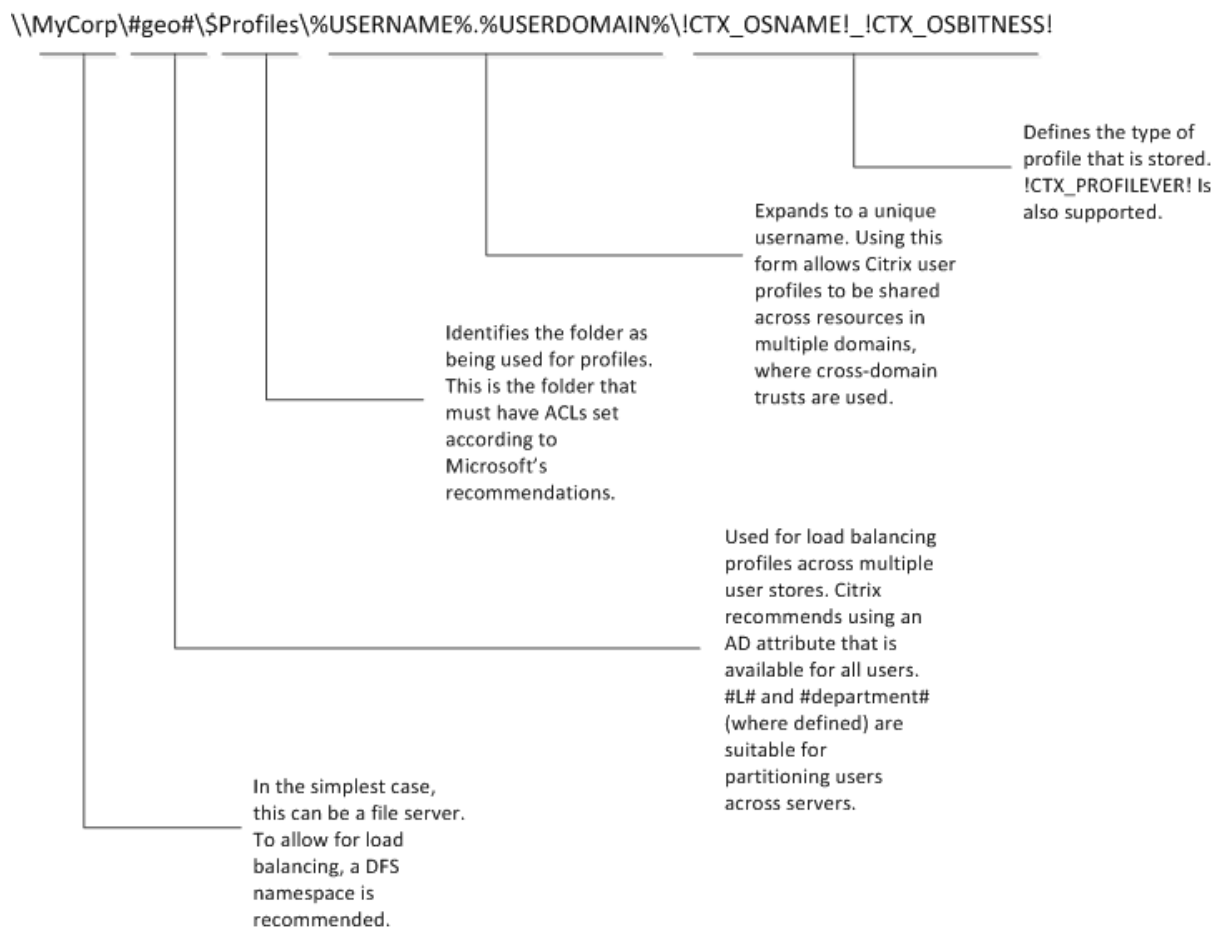 \\MyCorp\#geo#\$Profiles\%USERNAME%.%USERDOMAIN%\!CTX_OSNAME!_!CTX_OSBITNESS!
Defines the type of
profile that is stored.
!CTX_PROFILEVER! Is
also supported.
Expands to a unique
username. Using this
form allows Citrix user
profiles to be shared
across resources in
multiple domains,
where cross-domain
trusts are used.
Identifies the folder as
being used for profiles.
This is the folder that
must have ACLs set
according to
Microsoft's
recommendations.
Used for load balancing
profiles across multiple
user stores. Citrix
recommends using an
AD attribute that is
available for all users.
#L# and #department#
(where defined) are
suitable for
partitioning users
across servers.
In the simplest case,
this can be a file server.
To allow for load
balancing, a DFS
namespace is
recommended.